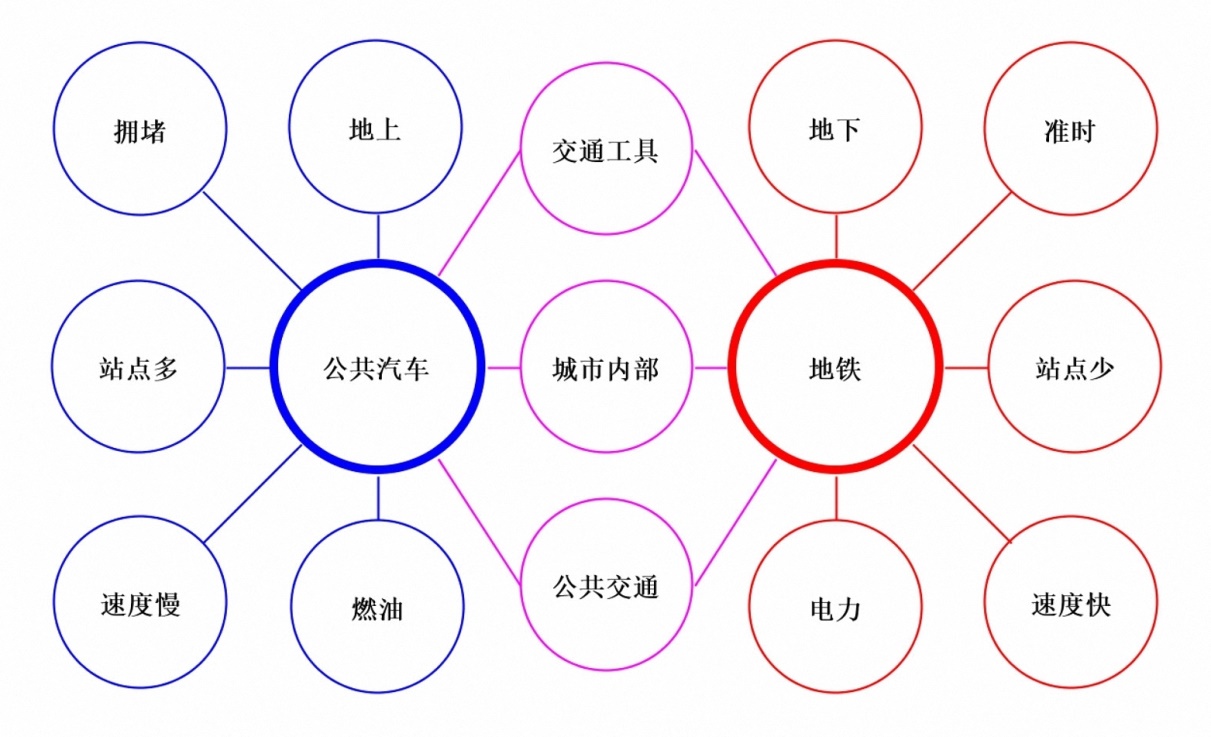 拥堵
地上
交通工具
地下
准时
站点多
公共汽车
城市内部
地铁
站点少
速度慢
燃油
公共交通
电力
速度快